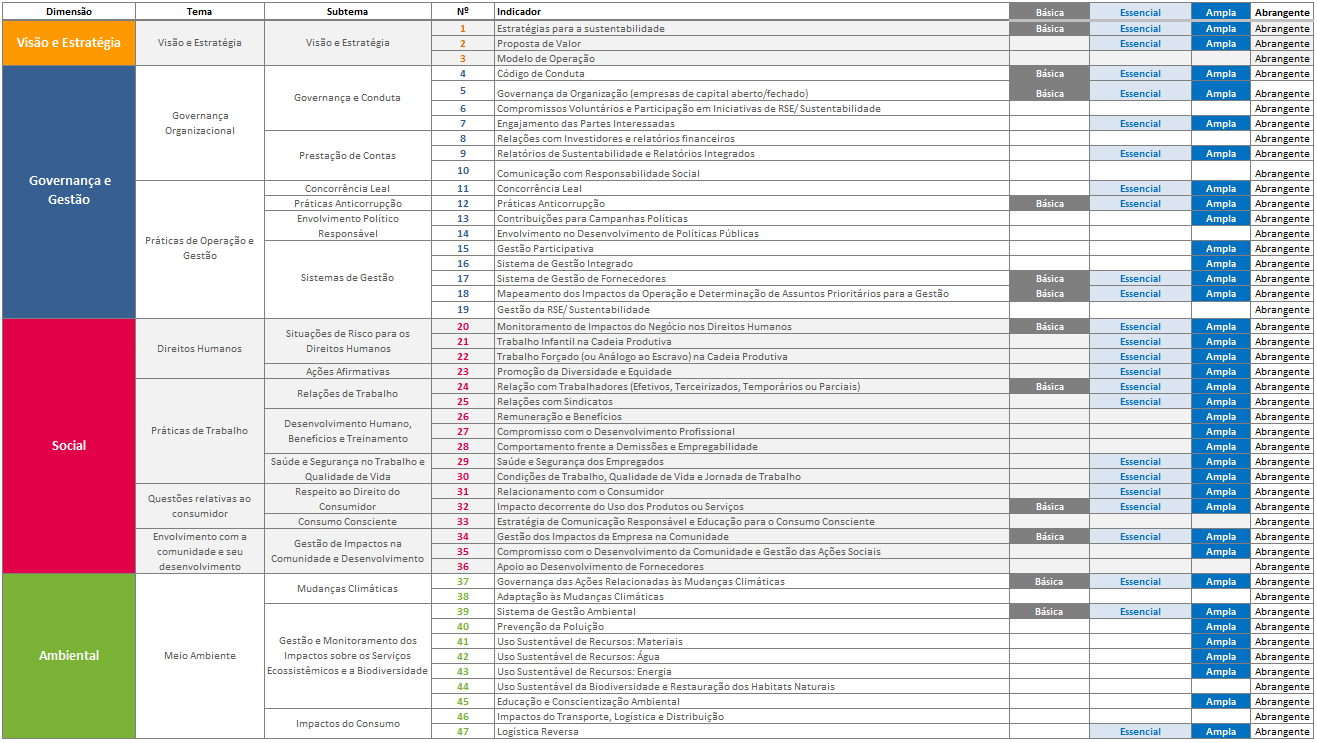 Dimensão Tema Subtema Nº Indicador Básica Essencial Ampla Abrangente
Visão e Estratégia Visão e Estratégia Visão e Estratégia 1 Estratégias para a sustentabilidade Básica Essencial Ampla Abrangente
2 Proposta de Valor Essencial Ampla Abrangente
3 Modelo de Operação Abrangente
Governança e
Gestão
Governança
Organizacional
Governança e Conduta
4 Código de Conduta Básica Essencial Ampla Abrangente
5 Governança da Organização (empresas de capital aberto/fechado) Básica Essencial Ampla Abrangente
6 Compromissos Voluntários e Participação em Iniciativas de RSE/ Sustentabilidade Abrangente
7 Engajamento das Partes Interessadas Essencial Ampla Abrangente
Prestação de Contas
8 Relações com Investidores e relatórios financeiros Abrangente
9 Relatórios de Sustentabilidade e Relatórios Integrados Essencial Ampla Abrangente
10 Comunicação com Responsabilidade Social Abrangente
Práticas de Operação e
Gestão
Concorrência Leal 11 Concorrência Leal Essencial Ampla Abrangente
Práticas Anticorrupção 12 Práticas Anticorrupção Básica Essencial Ampla Abrangente
Envolvimento Político
Responsável
13 Contribuições para Campanhas Políticas Ampla Abrangente
14 Envolvimento no Desenvolvimento de Políticas Públicas Abrangente
Sistemas de Gestão
15 Gestão Participativa Ampla Abrangente
16 Sistema de Gestão Integrado Ampla Abrangente
17 Sistema de Gestão de Fornecedores Básica Essencial Ampla Abrangente
18 Mapeamento dos Impactos da Operação e Determinação de Assuntos Prioritários para a Gestão Básica Essencial Ampla Abrangente
19 Gestão da RSE/ Sustentabilidade Abrangente
Social
Direitos Humanos
Situações de Risco para os
Direitos Humanos
20 Monitoramento de Impactos do Negócio nos Direitos Humanos Básica Essencial Ampla Abrangente
21 Trabalho Infantil na Cadeia Produtiva Essencial Ampla Abrangente
22 Trabalho Forçado (ou Análogo ao Escravo) na Cadeia Produtiva Essencial Ampla Abrangente
Ações Afirmativas 23 Promoção da Diversidade e Equidade Essencial Ampla Abrangente
Práticas de Trabalho
Relações de Trabalho
24 Relação com Trabalhadores (Efetivos, Terceirizados, Temporários ou Parciais) Básica Essencial Ampla Abrangente
25 Relações com Sindicatos Essencial Ampla Abrangente
Desenvolvimento Humano,
Benefícios e Treinamento
26 Remuneração e Benefícios Ampla Abrangente
27 Compromisso com o Desenvolvimento Profissional Ampla Abrangente
28 Comportamento frente a Demissões e Empregabilidade Ampla Abrangente
Saúde e Segurança no Trabalho e
Qualidade de Vida
29 Saúde e Segurança dos Empregados Essencial Ampla Abrangente
30 Condições de Trabalho, Qualidade de Vida e Jornada de Trabalho Essencial Ampla Abrangente
Questões relativas ao
consumidor
Respeito ao Direito do
Consumidor
31 Relacionamento com o Consumidor Essencial Ampla Abrangente
32 Impacto decorrente do Uso dos Produtos ou Serviços Básica Essencial Ampla Abrangente
Consumo Consciente 33 Estratégia de Comunicação Responsável e Educação para o Consumo Consciente Abrangente
Envolvimento com a
comunidade e seu
desenvolvimento
Gestão de Impactos na
Comunidade e Desenvolvimento
34 Gestão dos Impactos da Empresa na Comunidade Básica Essencial Ampla Abrangente
35 Compromisso com o Desenvolvimento da Comunidade e Gestão das Ações Sociais Ampla Abrangente
36 Apoio ao Desenvolvimento de Fornecedores Abrangente
Ambiental
Meio Ambiente
Mudanças Climáticas
37 Governança das Ações Relacionadas às Mudanças Climáticas Básica Essencial Ampla Abrangente
38 Adaptação às Mudanças Climáticas Abrangente
Gestão e Monitoramento dos
Impactos sobre os Serviços
Ecossistêmicos e a Biodiversidade
39 Sistema de Gestão Ambiental Básica Essencial Ampla Abrangente
40 Prevenção da Poluição Ampla Abrangente
41 Uso Sustentável de Recursos: Materiais Ampla Abrangente
42 Uso Sustentável de Recursos: Água Ampla Abrangente
43 Uso Sustentável de Recursos: Energia Ampla Abrangente
44 Uso Sustentável da Biodiversidade e Restauração dos Habitats Naturais Abrangente
45 Educação e Conscientização Ambiental Ampla Abrangente
Impactos do Consumo
46 Impactos do Transporte, Logística e Distribuição Abrangente
47 Logística Reversa Essencial Ampla Abrangente